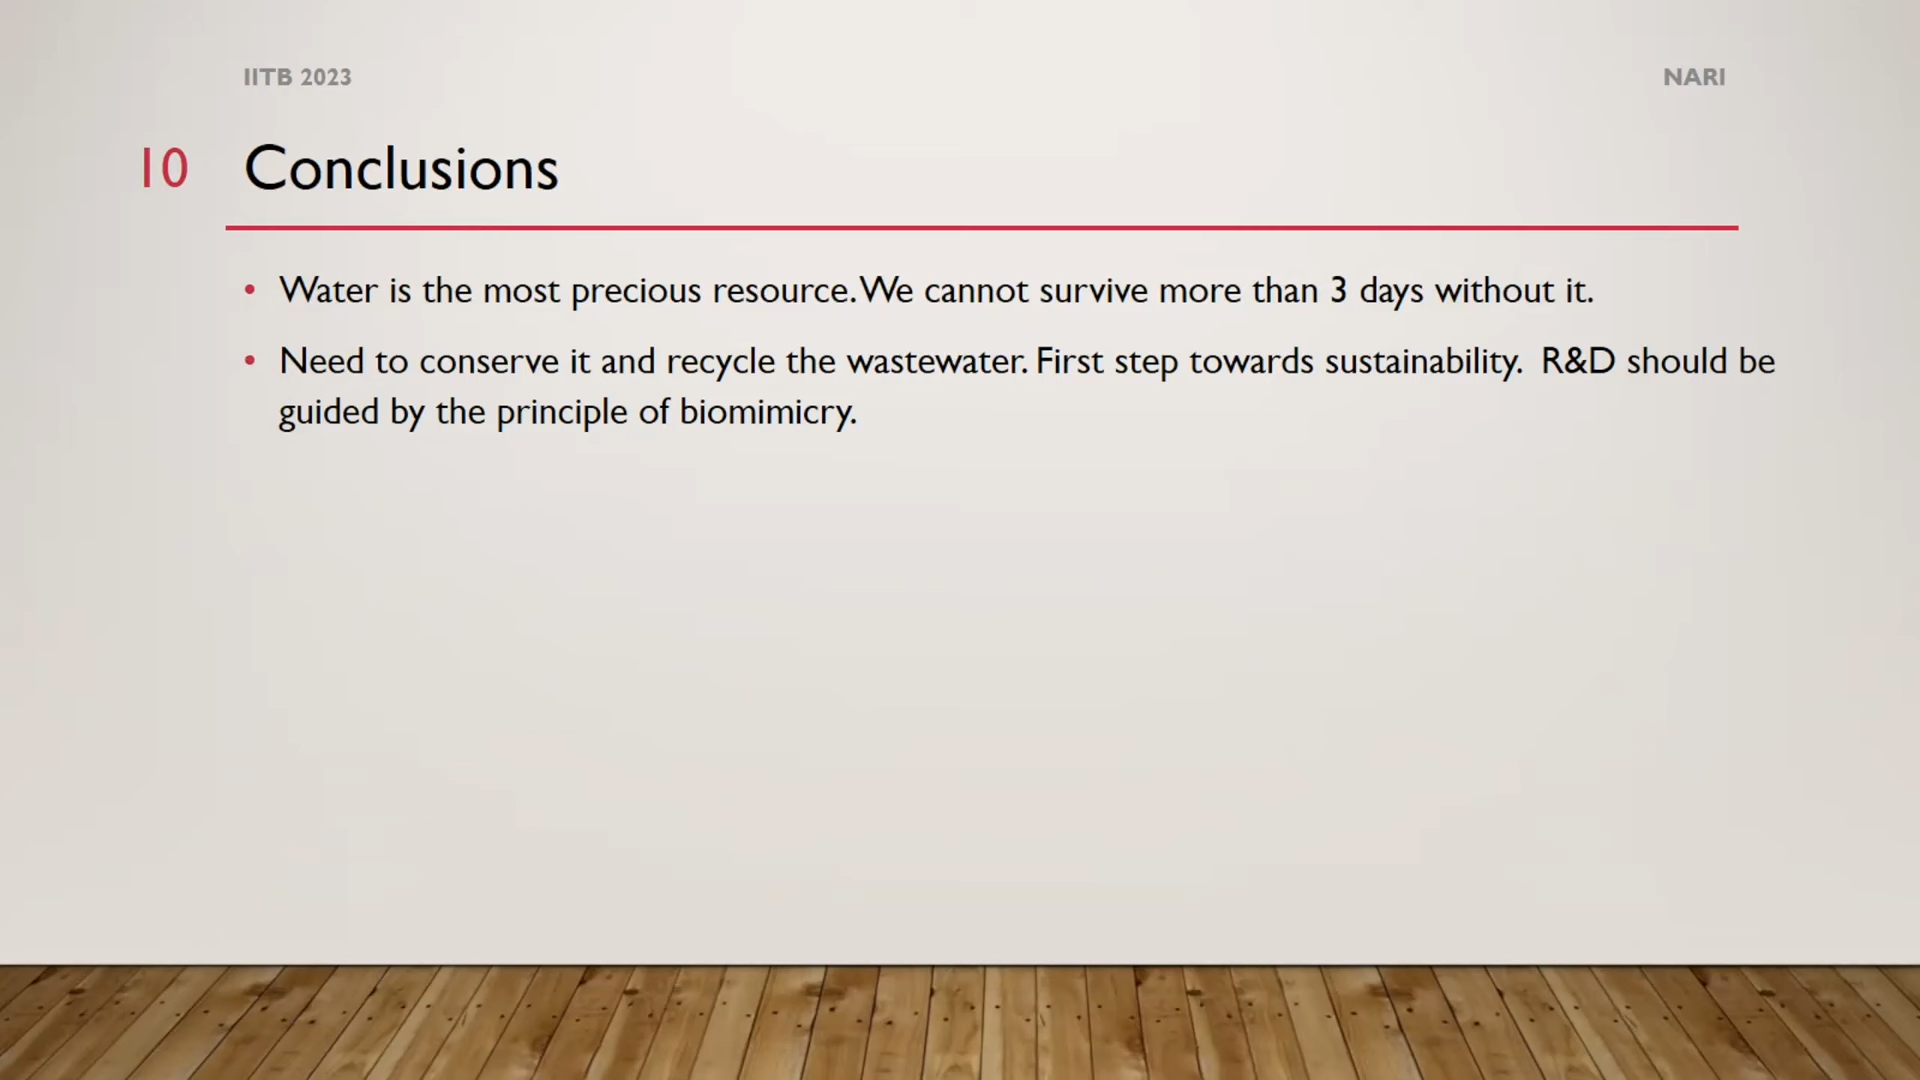 IITB 2023
NARI
10 Conclusions
• Water is the most precious resource. We cannot survive more than 3 days without it.
• Need to conserve it and recycle the wastewater. First step towards sustainability. R&D should be
guided by the principle of biomimicry.